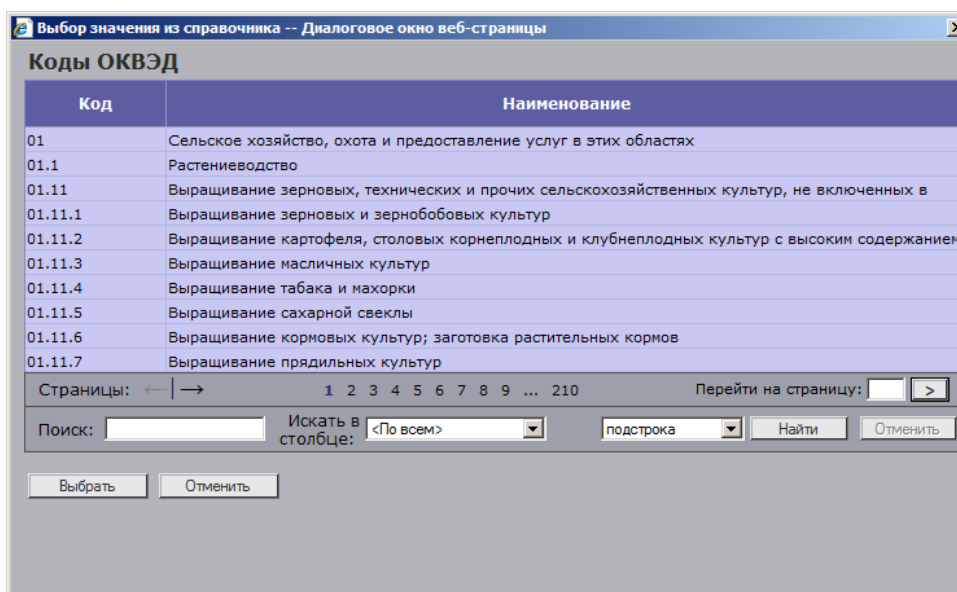 Выбор значения из справочника -- Диалоговое окно веб-страницы
Коды ОКВЭД
Код Наименование
01 Сельское хозяйство, охота и предоставление услуг в этих областях
01.1 Растениеводство
01.11 Выращивание зерновых, технических и прочих сельскохозяйственных культур, не включенных в
01.11.1 Выращивание зерновых и зернобобовых культур
01.11.2 Выращивание картофеля, столовых корнеплодных и клубнеплодных культур с высоким содержанием
01.11.3 Выращивание масличных культур
01.11.4 Выращивание табака и махорки
01.11.5 Выращивание сахарной свеклы
01.11.6 Выращивание кормовых культур; заготовка растительных кормов
01.11.7 Выращивание прядильных культур
Страницы: ←|→ 1 2 3 4 5 6 7 8 9 ... 210 Перейти на страницу: >
Поиск: Искать в столбце: <По всем> подстрока Найти Отменить
Выбрать Отменить